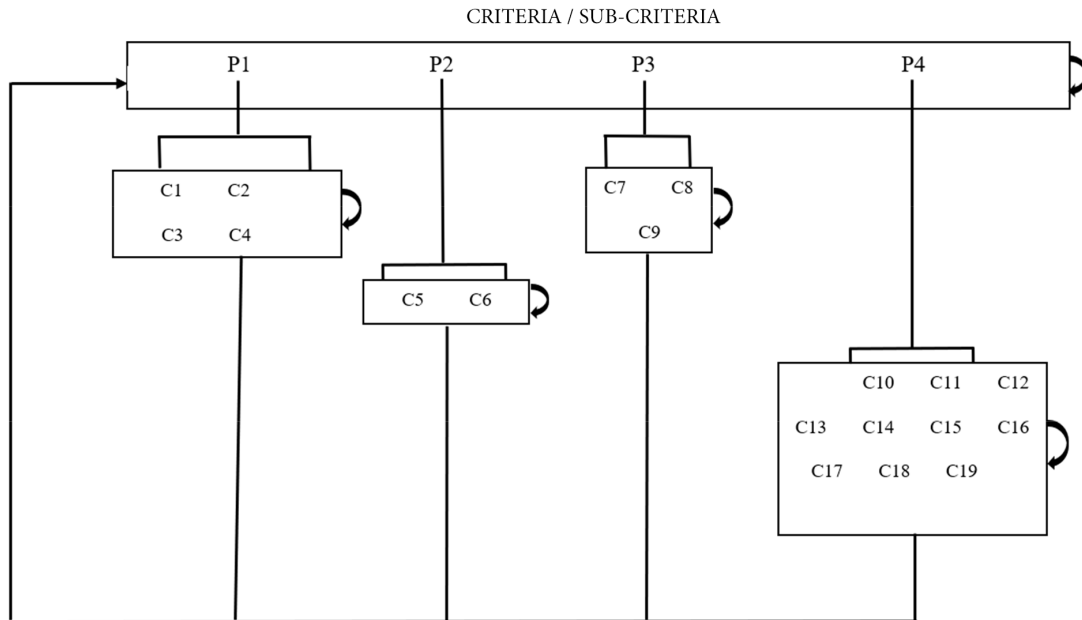 CRITERIA / SUB-CRITERIA
P1 P2 P3 P4
C1 C2
C3 C4
C5 C6
C7 C8
C9
C10 C11 C12
C13 C14 C15 C16
C17 C18 C19